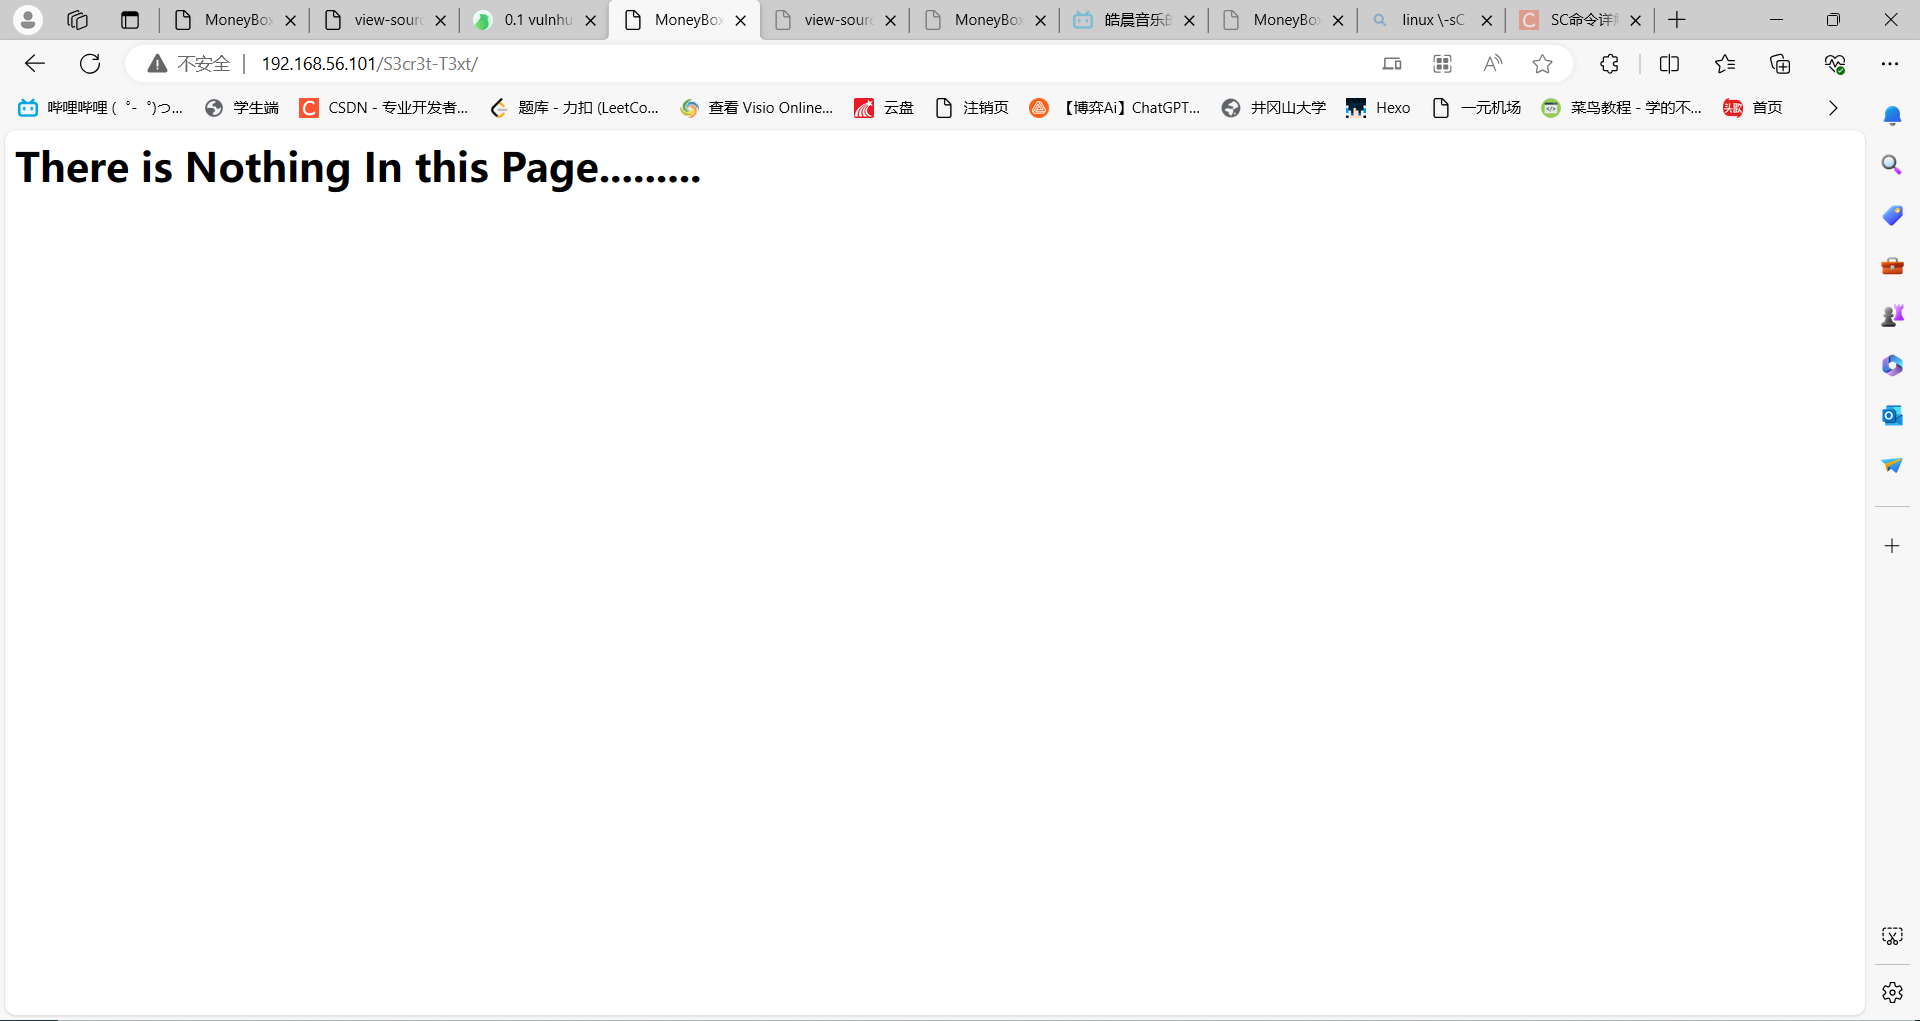 MoneyBox
view-sourc
0.1 vulnhu
MoneyBox
view-sourc
MoneyBox
皓晨音乐的
MoneyBox
linux \-sC
SC命令详解
不安全 192.168.56.101/S3cr3t-T3xt/
哔哩哔哩 ( ゜- ゜)つ...
学生端
CSDN - 专业开发者...
题库 - 力扣 (LeetCo...
查看 Visio Online...
云盘
注销页
【博弈Ai】ChatGPT...
井冈山大学
Hexo
一元机场
菜鸟教程 - 学的不...
首页
There is Nothing In this Page.........